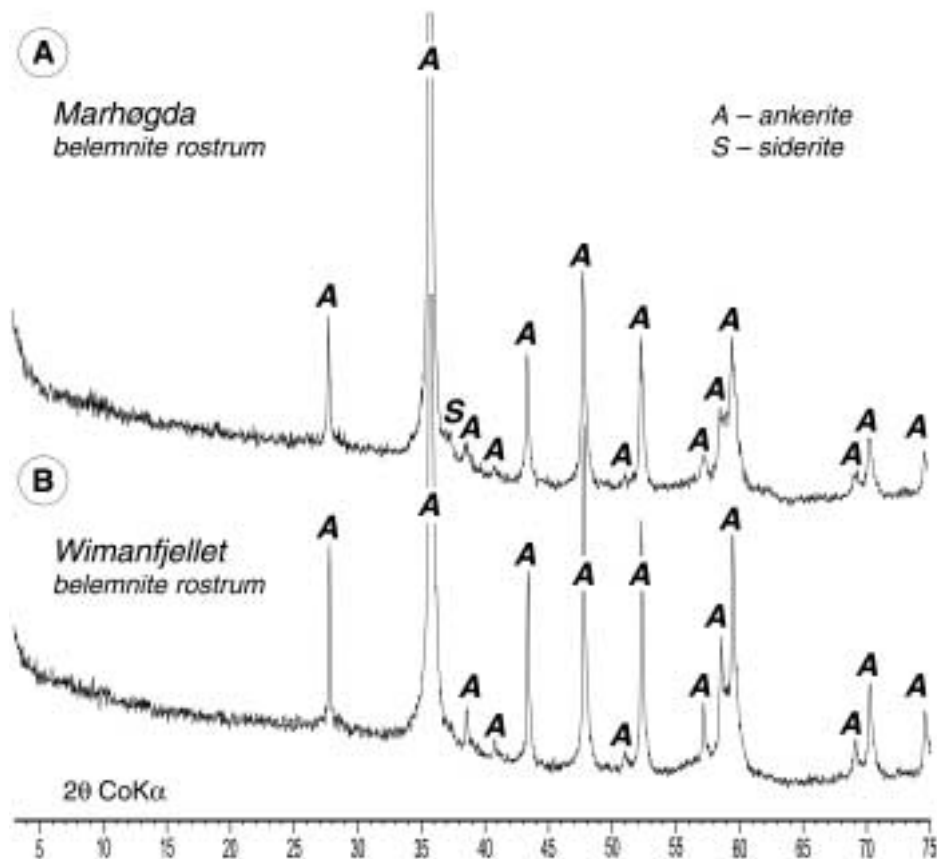 A
Marhøgda
belemnite rostrum
A – ankerite
S – siderite
A
A
S
A
A
A
A
A
A
A
A
A
A
A
A
B
Wimanfjellet
belemnite rostrum
A
A
A
A
A
A
A
A
A
A
A
A
A
A
2θ CoKα
5 10 15 20 25 30 35 40 45 50 55 60 65 70 75